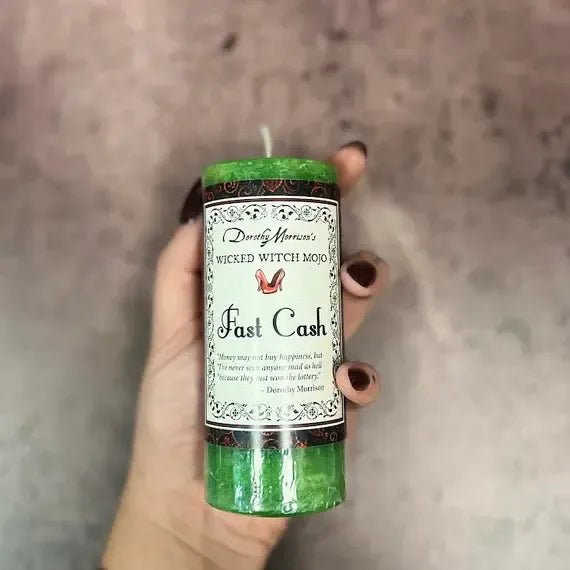 Dorothy Morrison's
WICKED WITCH MOJO
Fast Cash
"Money may not buy happiness, but
I've never seen anyone mad as hell
because they just won the lottery."
~ Dorothy Morrison